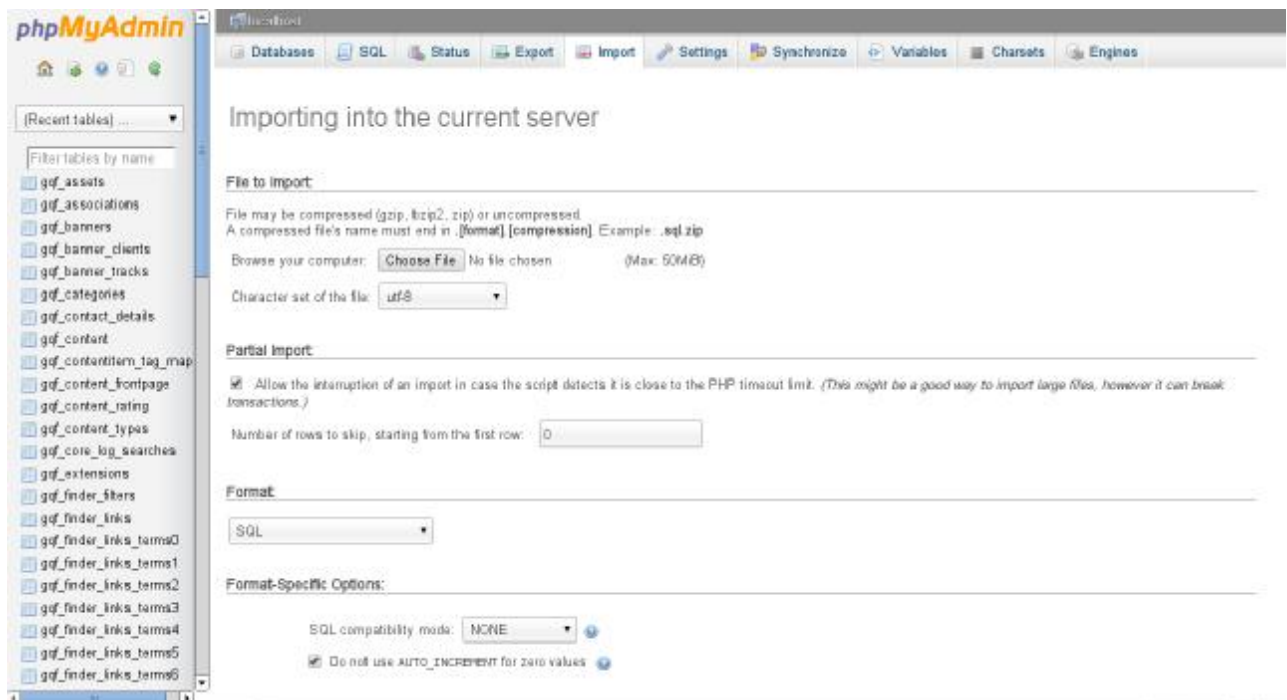 phpMyAdmin
(Recent tables) ...
Filter tables by name
gqf_assets
gqf_associations
gqf_banners
gqf_banner_clients
gqf_banner_tracks
gqf_categories
gqf_contact_details
gqf_content
gqf_contentitem_tag_map
gqf_content_frontpage
gqf_content_rating
gqf_content_types
gqf_core_log_searches
gqf_extensions
gqf_finder_filters
gqf_finder_links
gqf_finder_links_terms0
gqf_finder_links_terms1
gqf_finder_links_terms2
gqf_finder_links_terms3
gqf_finder_links_terms4
gqf_finder_links_terms5
gqf_finder_links_terms6
localhost
Databases SQL Status Export Import Settings Synchronize Variables Charsets Engines
Importing into the current server
File to Import:
File may be compressed (gzip, bzip2, zip) or uncompressed.
A compressed file's name must end in .[format].[compression]. Example: .sql.zip
Browse your computer: Choose File No file chosen (Max: 50MiB)
Character set of the file: utf-8
Partial Import:
Allow the interruption of an import in case the script detects it is close to the PHP timeout limit. (This might be a good way to import large files, however it can break
transactions.)
Number of rows to skip, starting from the first row: 0
Format:
SQL
Format-Specific Options:
SQL compatibility mode: NONE
Do not use AUTO_INCREMENT for zero values